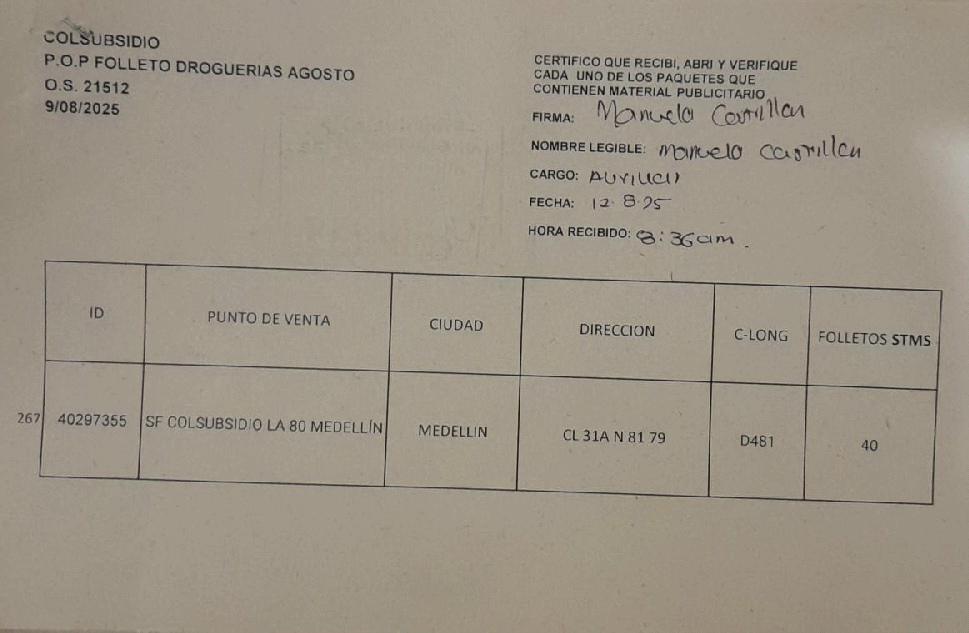 COLSUBSIDIO
P.O.P FOLLETO DROGUERIAS AGOSTO
O.S. 21512
9/08/2025
CERTIFICO QUE RECIBI, ABRI Y VERIFIQUE
CADA UNO DE LOS PAQUETES QUE
CONTIENEN MATERIAL PUBLICITARIO
FIRMA: Manuela Castrillon
NOMBRE LEGIBLE: Manuela Castrillon
CARGO: Auxiliar
FECHA: 12.8.25
HORA RECIBIDO: 8:36am.
ID PUNTO DE VENTA CIUDAD DIRECCION C-LONG FOLLETOS STMS
267 40297355 SF COLSUBSIDIO LA 80 MEDELLÍN MEDELLIN CL 31A N 81 79 D481 40